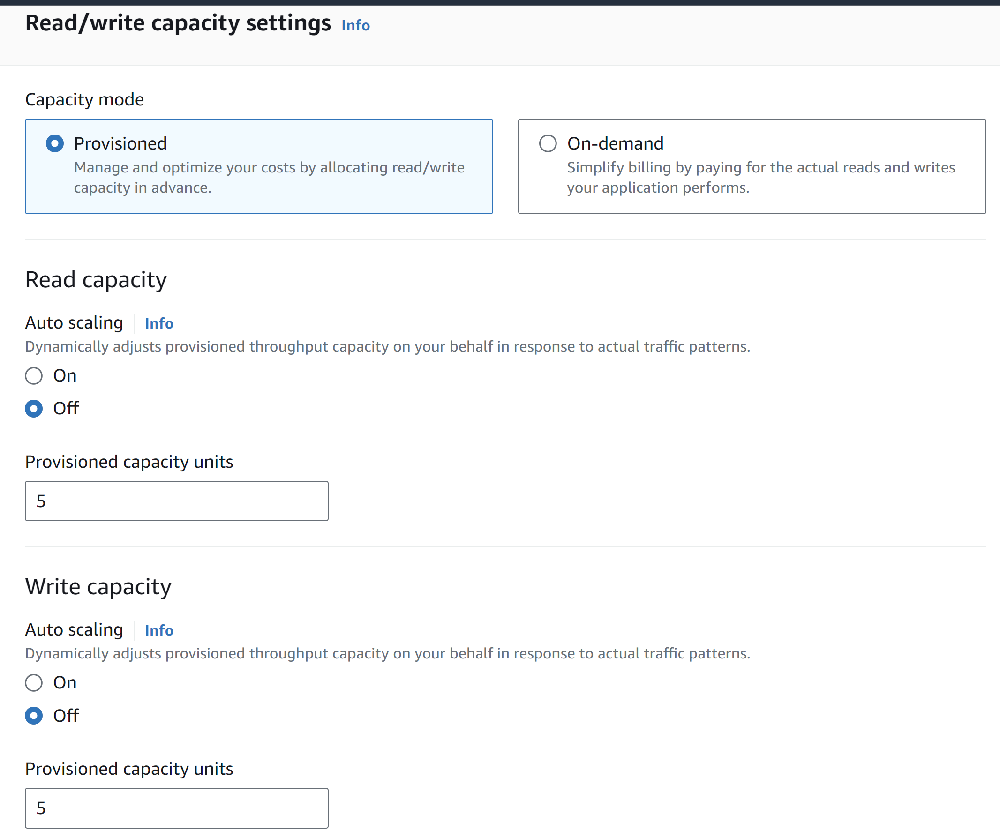 Read/write capacity settings Info
Capacity mode
Provisioned
Manage and optimize your costs by allocating read/write
capacity in advance.
On-demand
Simplify billing by paying for the actual reads and writes
your application performs.
Read capacity
Auto scaling Info
Dynamically adjusts provisioned throughput capacity on your behalf in response to actual traffic patterns.
On
Off
Provisioned capacity units
5
Write capacity
Auto scaling Info
Dynamically adjusts provisioned throughput capacity on your behalf in response to actual traffic patterns.
On
Off
Provisioned capacity units
5